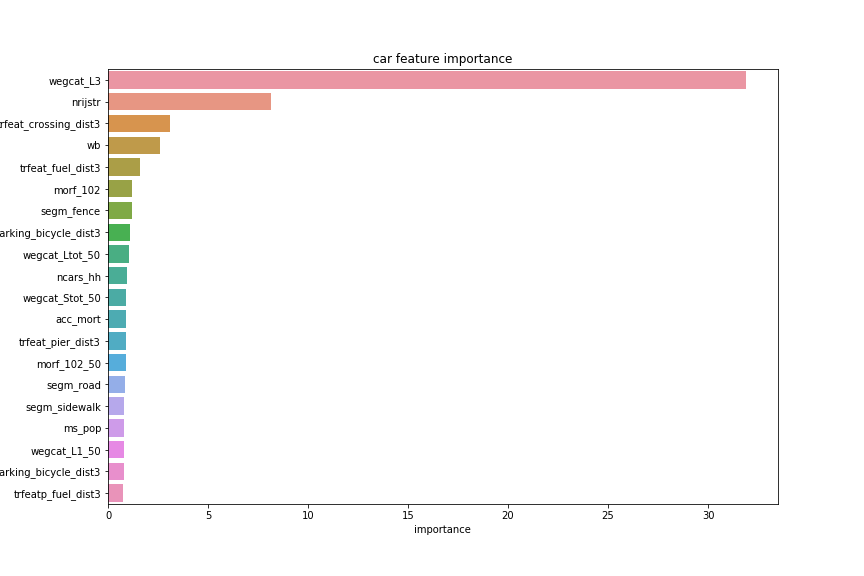 car feature importance
wegcat_L3
nrijstr
rfeat_crossing_dist3
wb
trfeat_fuel_dist3
morf_102
segm_fence
arking_bicycle_dist3
wegcat_Ltot_50
ncars_hh
wegcat_Stot_50
acc_mort
trfeat_pier_dist3
morf_102_50
segm_road
segm_sidewalk
ms_pop
wegcat_L1_50
arking_bicycle_dist3
trfeatp_fuel_dist3
0 5 10 15 20 25 30
importance